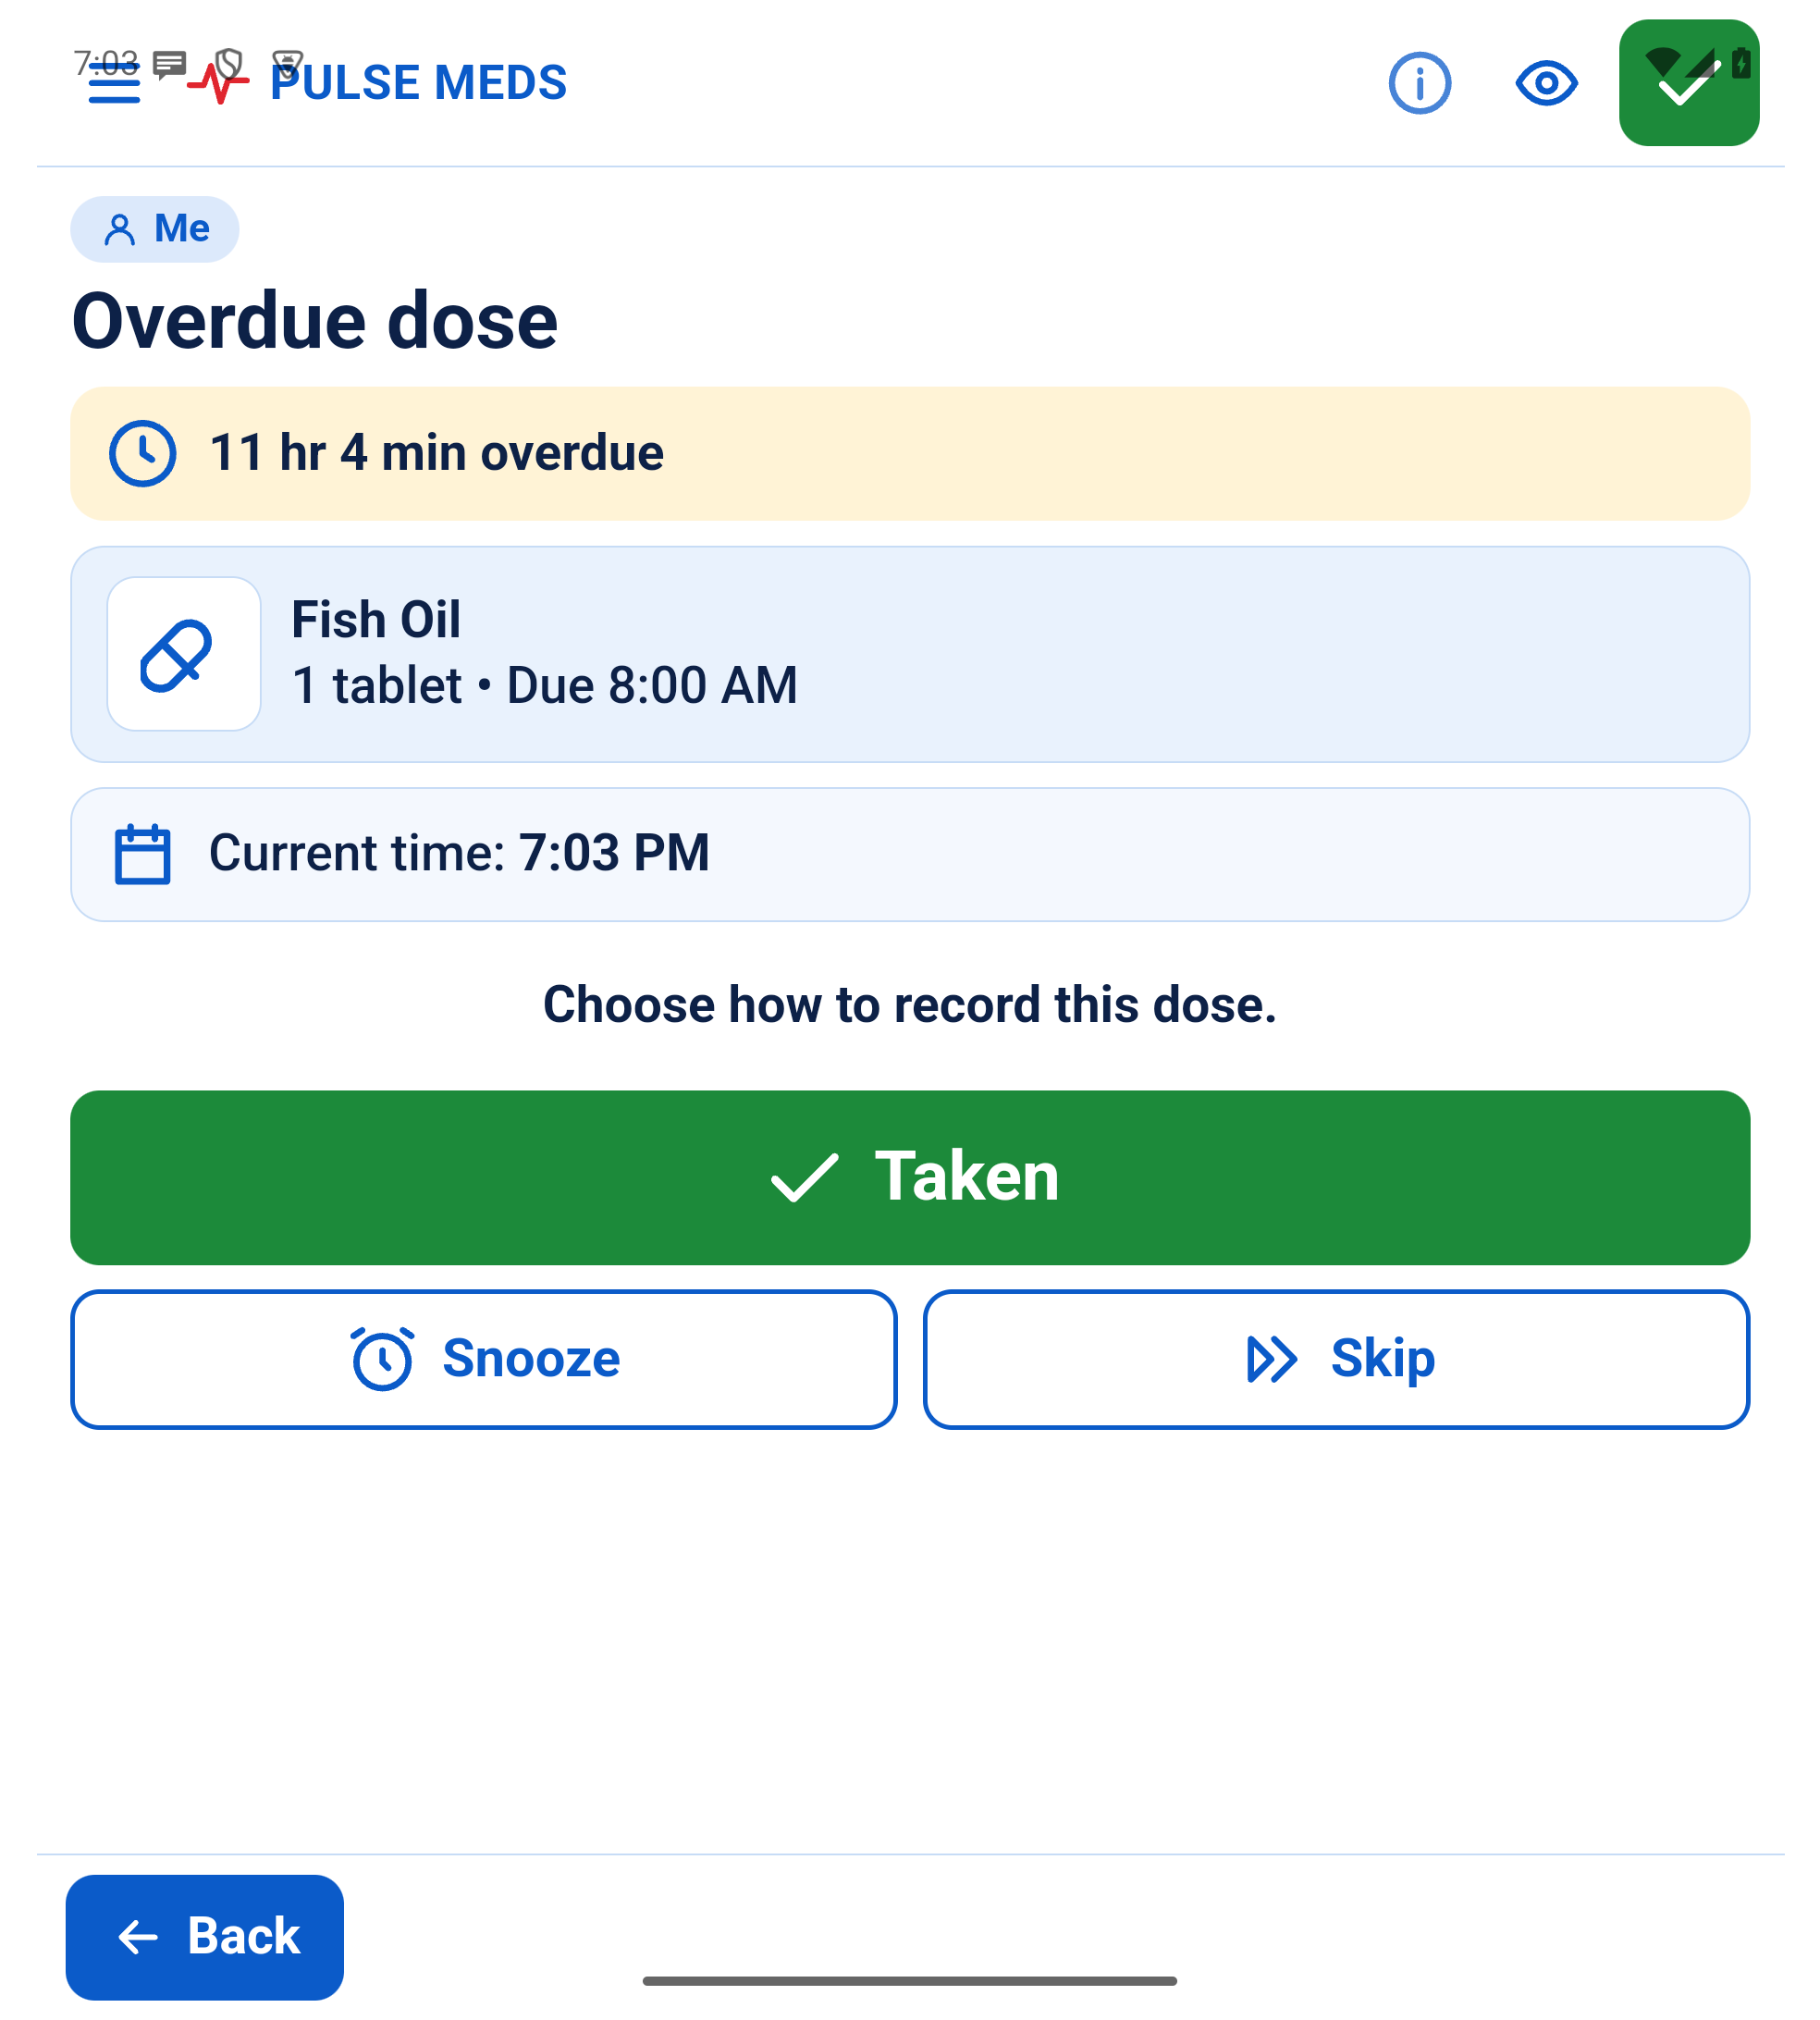 7:03
PULSE MEDS
Me
Overdue dose
11 hr 4 min overdue
Fish Oil
1 tablet • Due 8:00 AM
Current time: 7:03 PM
Choose how to record this dose.
Taken
Snooze
Skip
Back